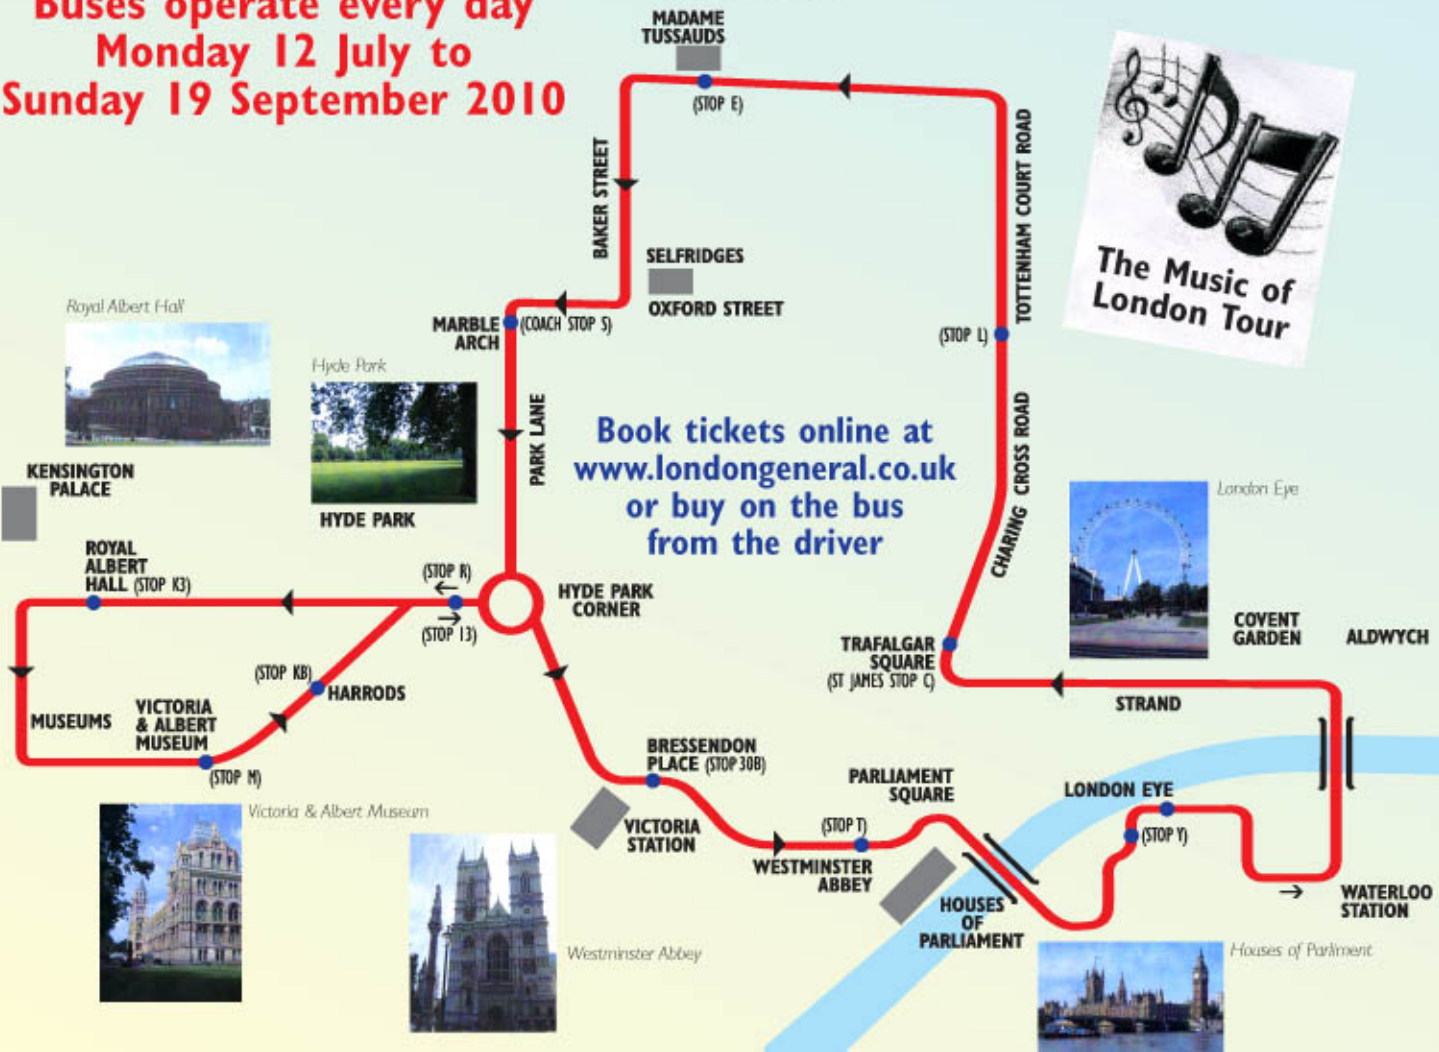 Buses operate every day
Monday 12 July to
Sunday 19 September 2010
MADAME
TUSSAUDS
(STOP E)
BAKER STREET
TOTTENHAM COURT ROAD
The Music of
London Tour
SELFRIDGES
OXFORD STREET
MARBLE
ARCH
(COACH STOP S)
(STOP L)
Royal Albert Hall
Hyde Park
PARK LANE
CHARING CROSS ROAD
Book tickets online at
www.londongeneral.co.uk
or buy on the bus
from the driver
KENSINGTON
PALACE
HYDE PARK
London Eye
ROYAL
ALBERT
HALL (STOP K3)
(STOP R)
(STOP 13)
HYDE PARK
CORNER
COVENT
GARDEN
ALDWYCH
TRAFALGAR
SQUARE
(ST JAMES STOP C)
STRAND
(STOP KB)
HARRODS
MUSEUMS
VICTORIA
& ALBERT
MUSEUM
(STOP M)
BRESSENDON
PLACE (STOP 30B)
PARLIAMENT
SQUARE
LONDON EYE
(STOP Y)
VICTORIA
STATION
(STOP T)
WESTMINSTER
ABBEY
HOUSES
OF
PARLIAMENT
WATERLOO
STATION
Victoria & Albert Museum
Westminster Abbey
Houses of Parliment